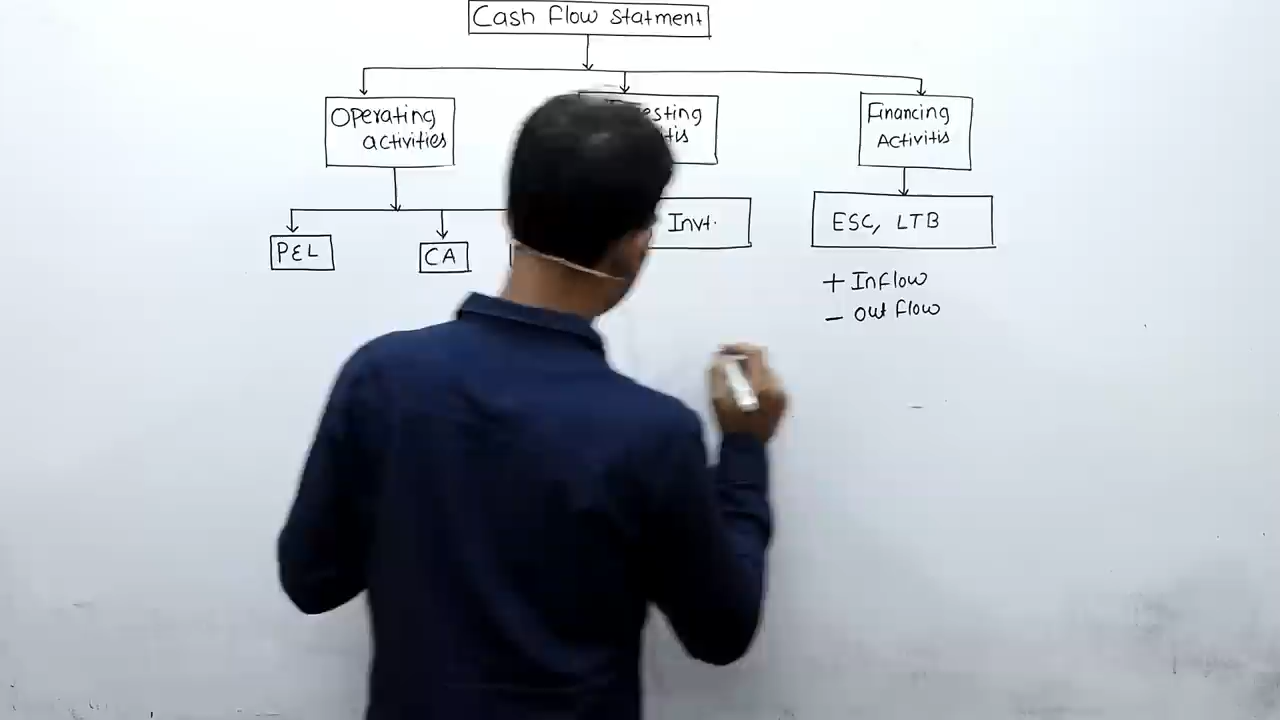 Cash flow statment
Operating
activities
Financing
Activitis
P&L
CA
Invt.
ESC, LTB
+ Inflow
- out flow